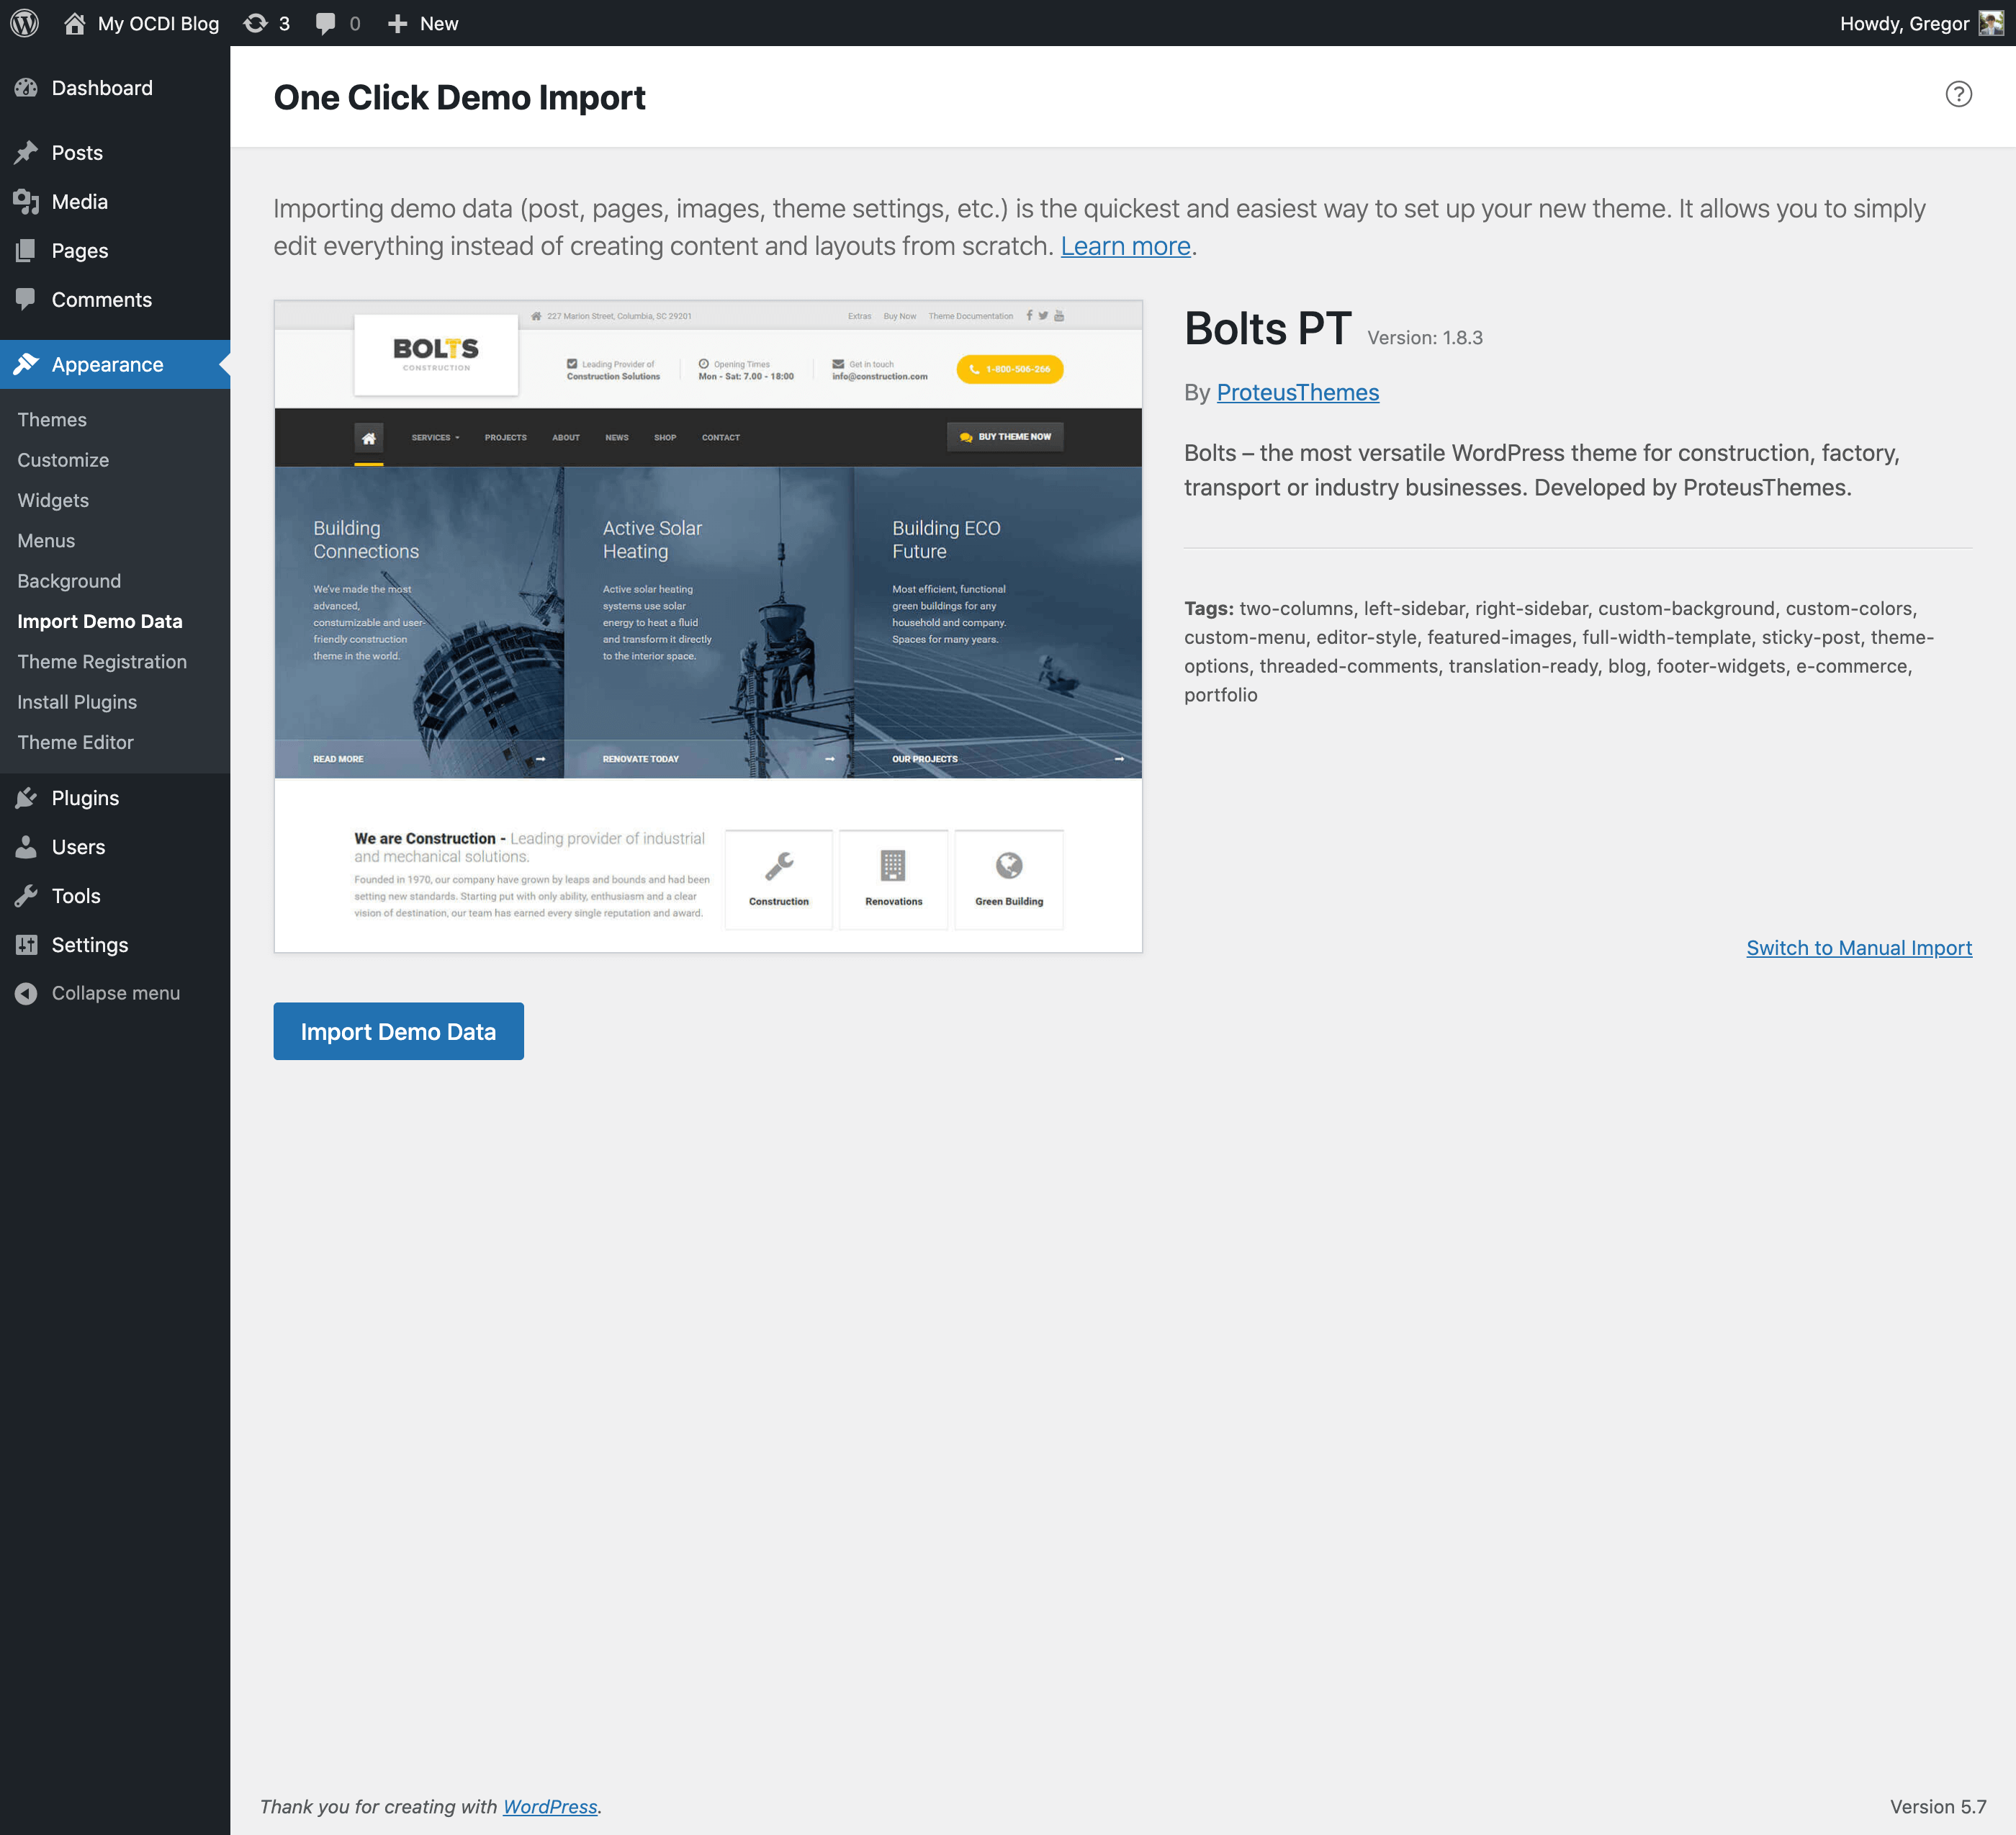 My OCDI Blog 3 0 New Howdy, Gregor
Dashboard
Posts
Media
Pages
Comments
Appearance
Themes
Customize
Widgets
Menus
Background
Import Demo Data
Theme Registration
Install Plugins
Theme Editor
Plugins
Users
Tools
Settings
Collapse menu
One Click Demo Import
Importing demo data (post, pages, images, theme settings, etc.) is the quickest and easiest way to set up your new theme. It allows you to simply
edit everything instead of creating content and layouts from scratch. Learn more.
227 Marion Street, Columbia, SC 29201 Extras Buy Now Theme Documentation
BOLTS
CONSTRUCTION
Leading Provider of
Construction Solutions
Opening Times
Mon - Sat: 7.00 - 18:00
Get in touch
info@construction.com
1-800-506-266
SERVICES PROJECTS ABOUT NEWS SHOP CONTACT BUY THEME NOW
Building
Connections
We've made the most
advanced,
constumizable and user-
friendly construction
theme in the world.
READ MORE
Active Solar
Heating
Active solar heating
systems use solar
energy to heat a fluid
and transform it directly
to the interior space.
RENOVATE TODAY
Building ECO
Future
Most efficient, functional
green buildings for any
household and company.
Spaces for many years.
OUR PROJECTS
We are Construction - Leading provider of industrial
and mechanical solutions.
Founded in 1970, our company have grown by leaps and bounds and had been
setting new standards. Starting put with only ability, enthusiasm and a clear
vision of destination, our team has earned every single reputation and award.
Construction
Renovations
Green Building
Bolts PT Version: 1.8.3
By ProteusThemes
Bolts – the most versatile WordPress theme for construction, factory,
transport or industry businesses. Developed by ProteusThemes.
Tags: two-columns, left-sidebar, right-sidebar, custom-background, custom-colors,
custom-menu, editor-style, featured-images, full-width-template, sticky-post, theme-
options, threaded-comments, translation-ready, blog, footer-widgets, e-commerce,
portfolio
Switch to Manual Import
Import Demo Data
Thank you for creating with WordPress.
Version 5.7